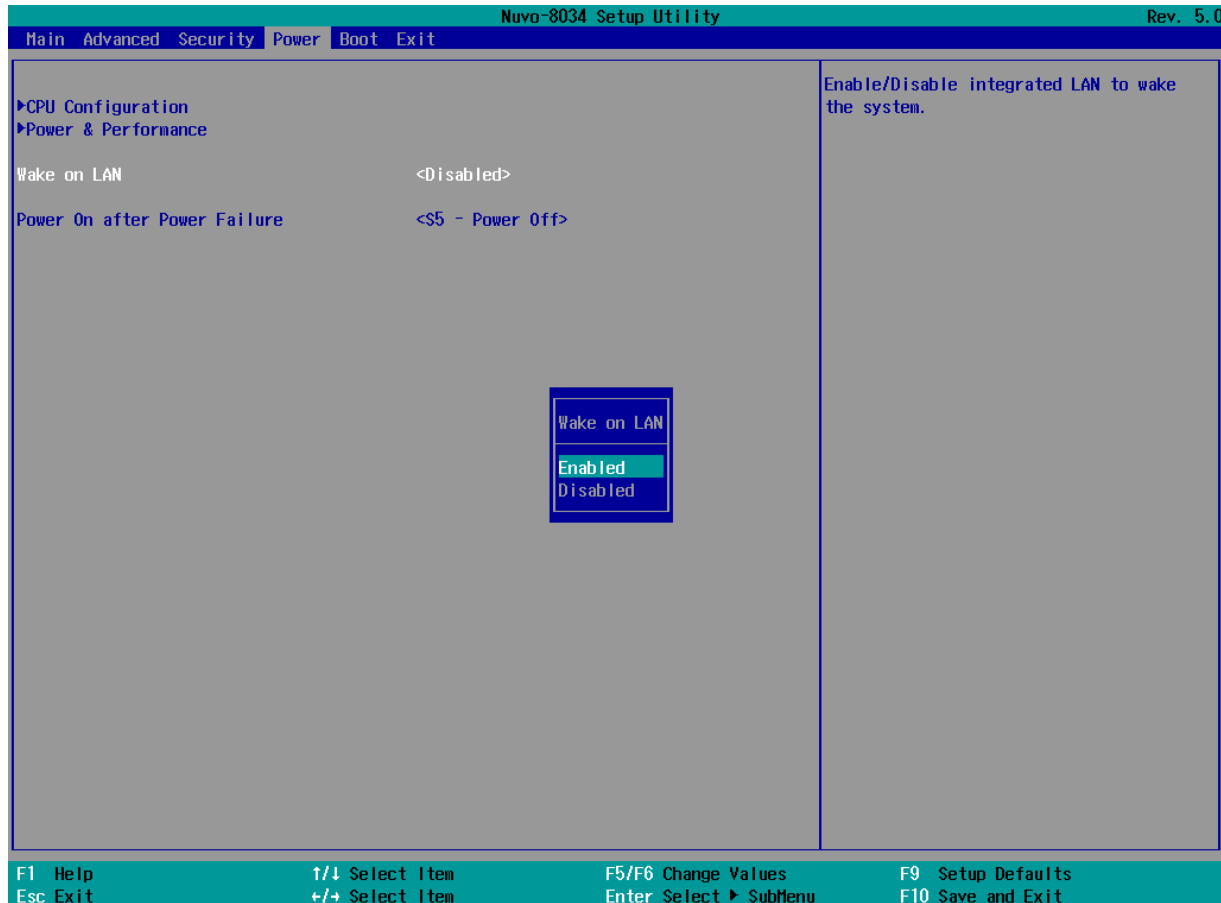 Nuvo-8034 Setup Utility Rev. 5.0
Main Advanced Security Power Boot Exit
Enable/Disable integrated LAN to wake
the system.
▶CPU Configuration
▶Power & Performance
Wake on LAN <Disabled>
Power On after Power Failure <S5 - Power Off>
Wake on LAN
Enabled
Disabled
F1 Help ↑/↓ Select Item F5/F6 Change Values F9 Setup Defaults
Esc Exit ←/→ Select Item Enter Select ▶ SubMenu F10 Save and Exit